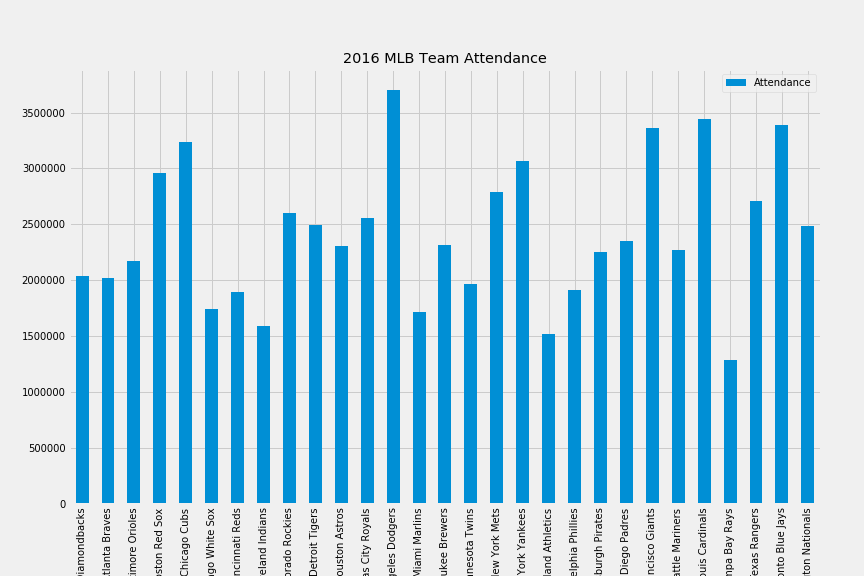 2016 MLB Team Attendance
Attendance
3500000
3000000
2500000
2000000
1500000
1000000
500000
0
iamondbacks
tlanta Braves
timore Orioles
ston Red Sox
Chicago Cubs
ago White Sox
ncinnati Reds
eland Indians
orado Rockies
Detroit Tigers
ouston Astros
as City Royals
geles Dodgers
Miami Marlins
ukee Brewers
nnesota Twins
ew York Mets
York Yankees
land Athletics
elphia Phillies
burgh Pirates
Diego Padres
ncisco Giants
attle Mariners
ouis Cardinals
mpa Bay Rays
exas Rangers
onto Blue Jays
ton Nationals